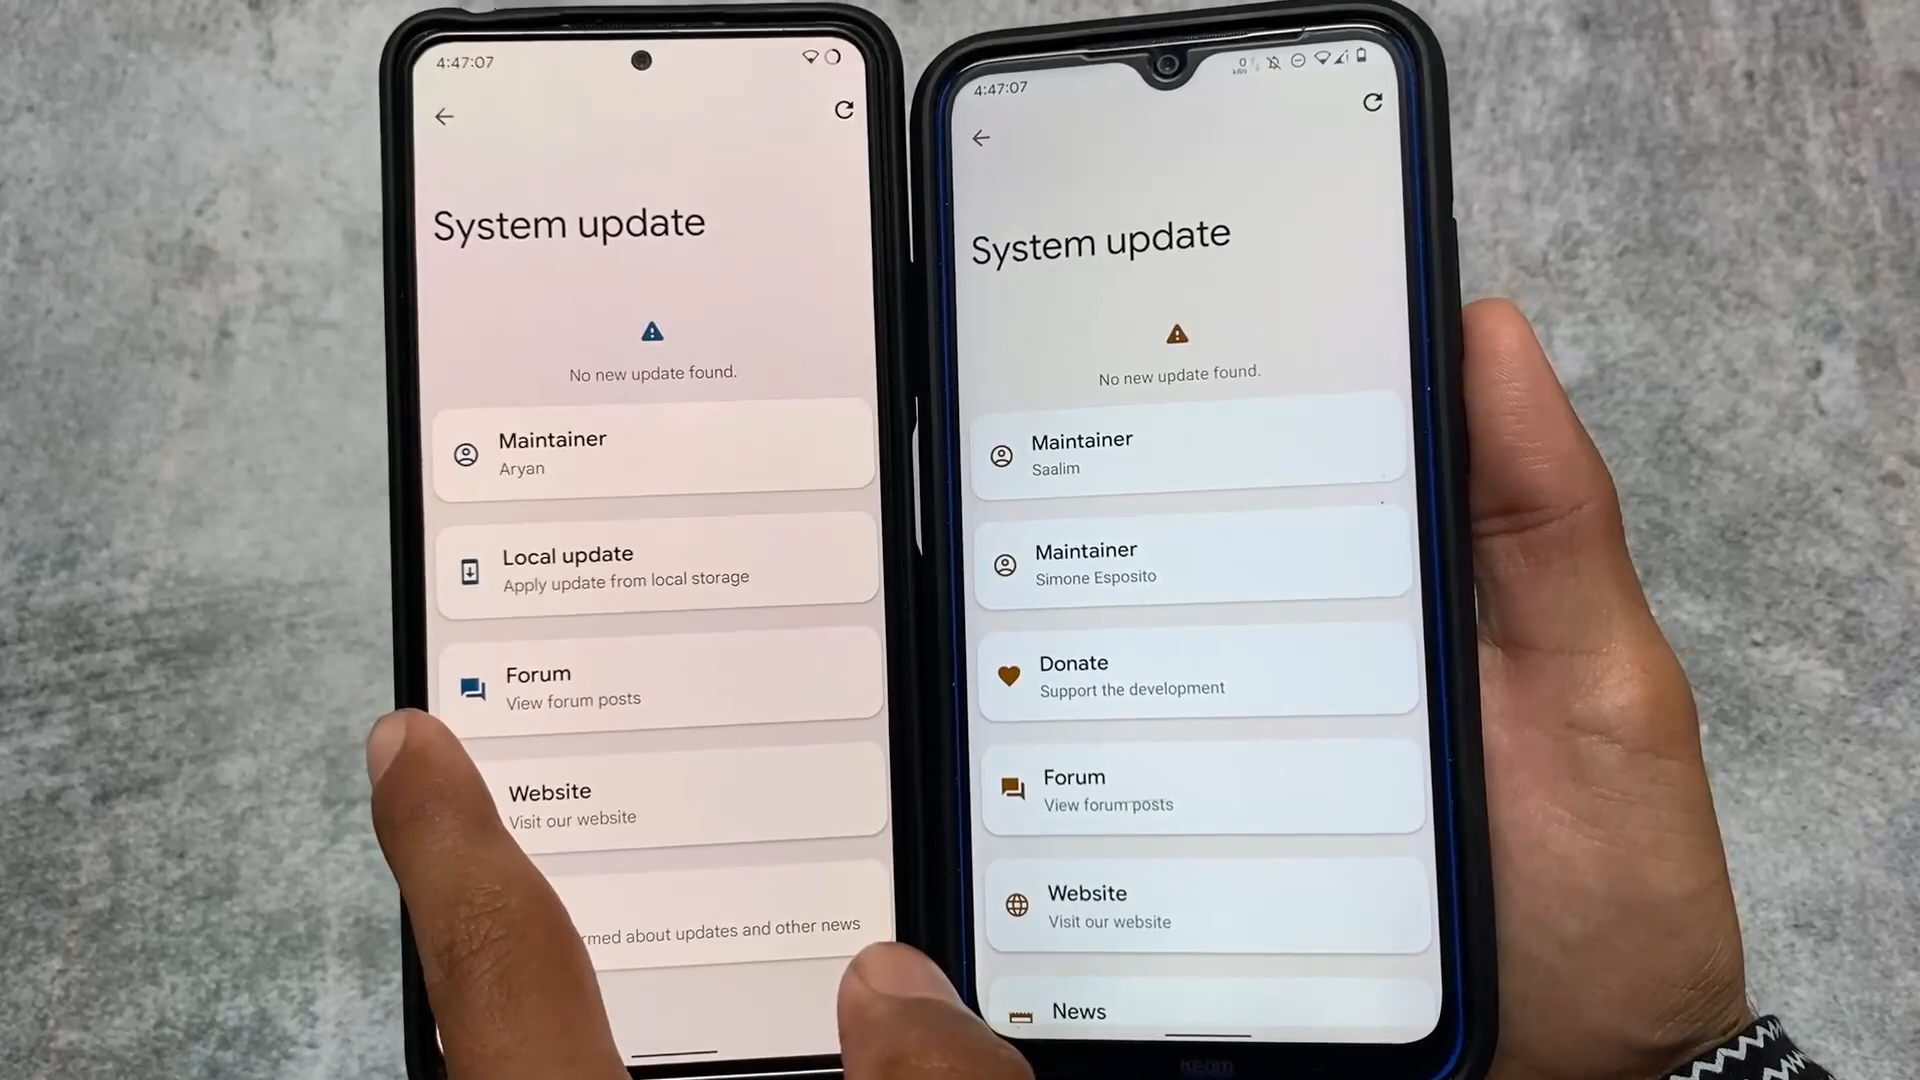 4:47:07
System update
No new update found.
Maintainer
Aryan
Local update
Apply update from local storage
Forum
View forum posts
Website
Visit our website
rmed about updates and other news
4:47:07
System update
No new update found.
Maintainer
Saalim
Maintainer
Simone Esposito
Donate
Support the development
Forum
View forum posts
Website
Visit our website
News